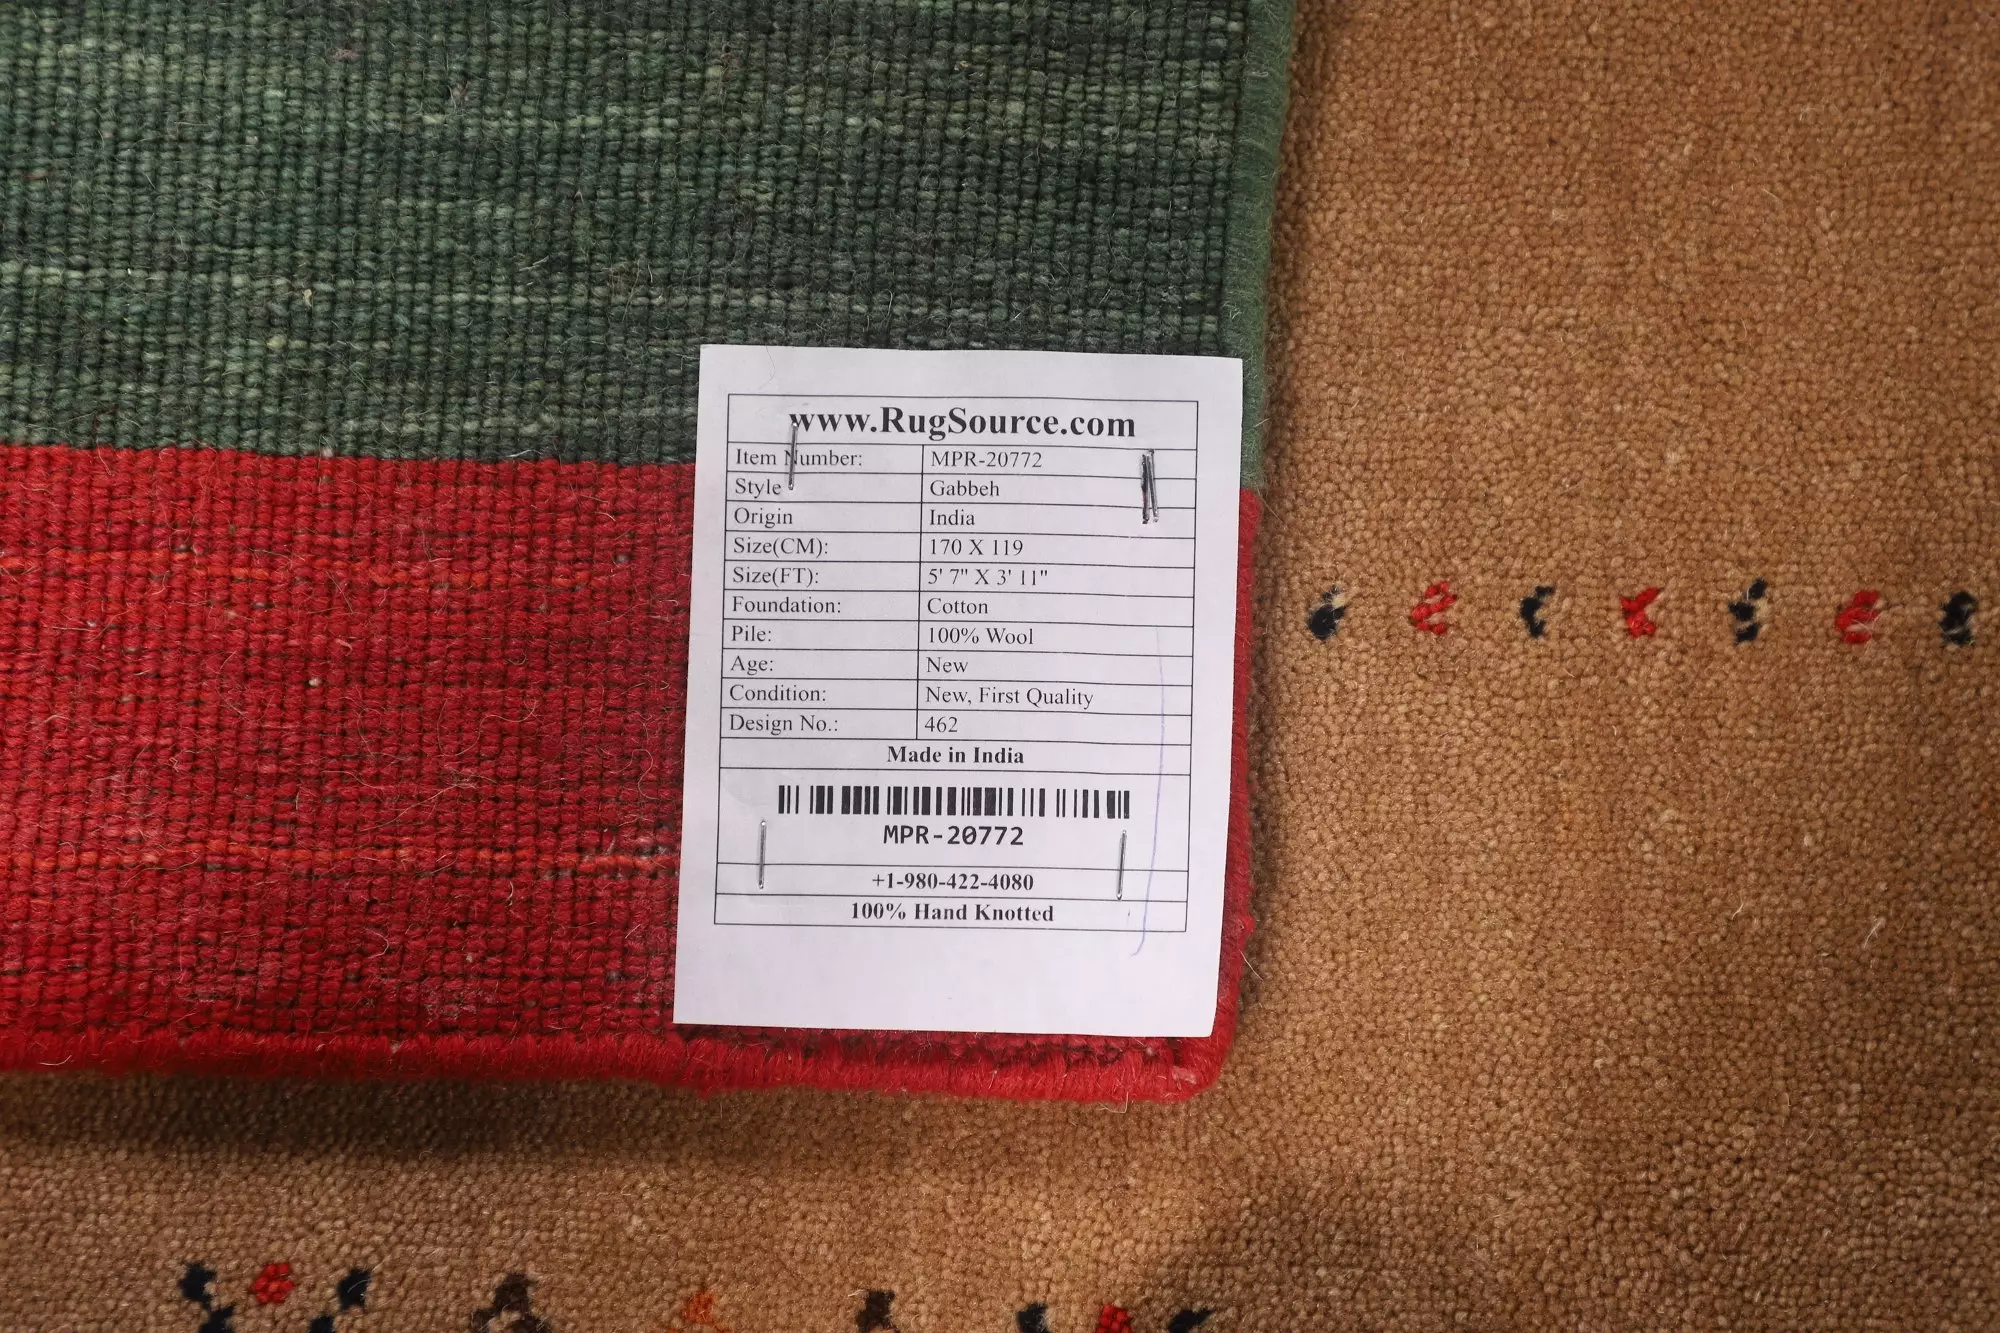 www.RugSource.com
Item Number: MPR-20772
Style Gabbeh
Origin India
Size(CM): 170 X 119
Size(FT): 5' 7" X 3' 11"
Foundation: Cotton
Pile: 100% Wool
Age: New
Condition: New, First Quality
Design No.: 462
Made in India
MPR-20772
+1-980-422-4080
100% Hand Knotted